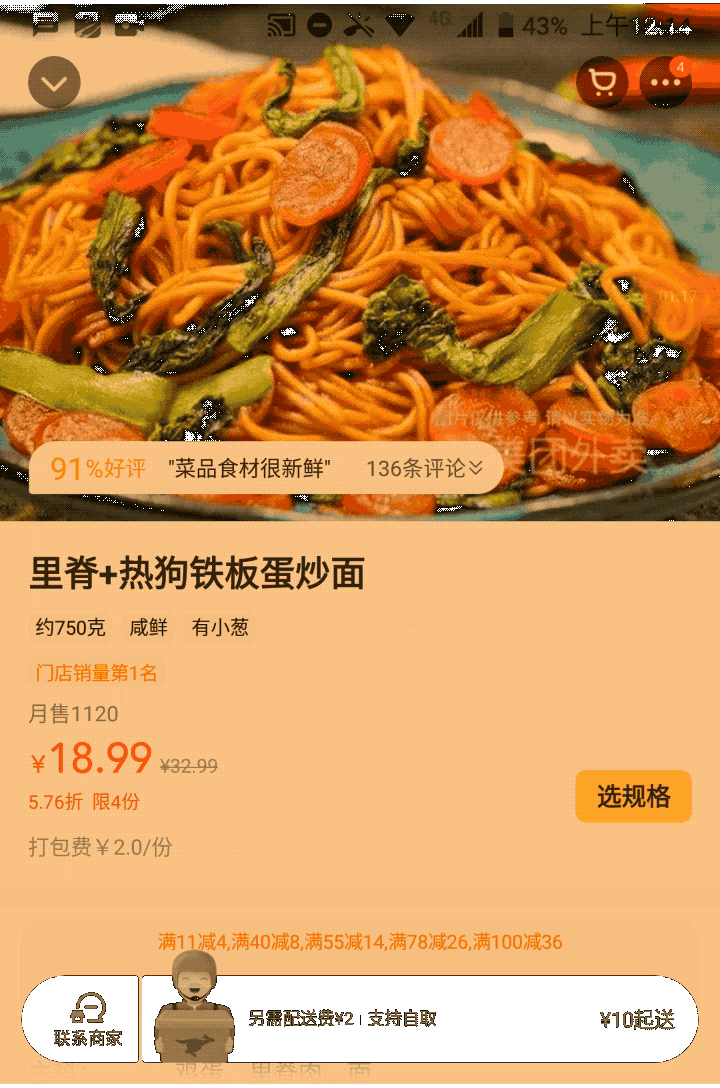 4G 43% 上午12:14
4
图片仅供参考,请以实物为准
美团外卖
91%好评 "菜品食材很新鲜" 136条评论
里脊+热狗铁板蛋炒面
约750克 咸鲜 有小葱
门店销量第1名
月售1120
¥18.99 ¥32.99
5.76折 限4份
选规格
打包费¥2.0/份
满11减4,满40减8,满55减14,满78减26,满100减36
联系商家
另需配送费¥2 | 支持自取
¥10起送